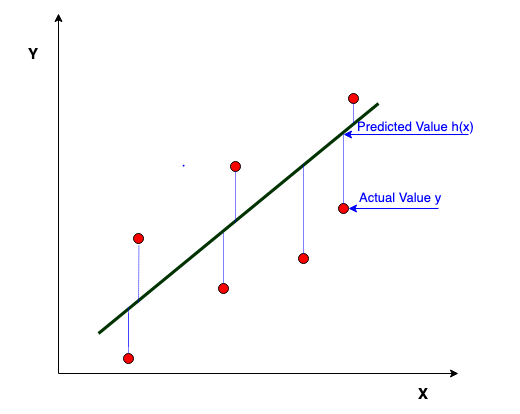 Y
Predicted Value h(x)
Actual Value y
X